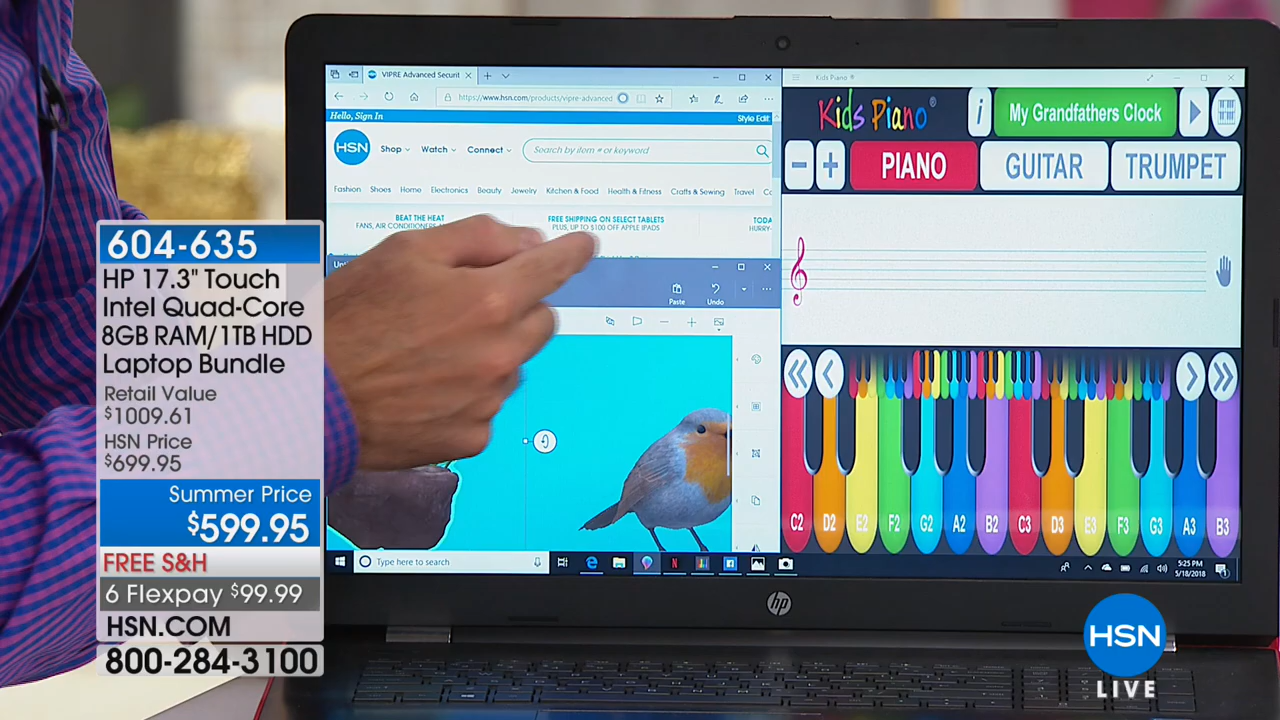 604-635
HP 17.3" Touch
Intel Quad-Core
8GB RAM/1TB HDD
Laptop Bundle
Retail Value
$1009.61
HSN Price
$699.95
Summer Price
$599.95
FREE S&H
6 Flexpay $99.99
HSN.COM
800-284-3100
VIPRE Advanced Securit
https://www.hsn.com/products/vipre-advanced
Hello, Sign In
Style Edit
HSN
Shop
Watch
Connect
Search by item # or keyword
Fashion Shoes Home Electronics Beauty Jewelry Kitchen & Food Health & Fitness Crafts & Sewing Travel
BEAT THE HEAT
FANS, AIR CONDITIONERS
FREE SHIPPING ON SELECT TABLETS
PLUS, UP TO $100 OFF APPLE IPADS
TODA
HURRY-
Paste
Undo
Type here to search
Kids Piano ®
Kids Piano®
i
My Grandfathers Clock
- +
PIANO
GUITAR
TRUMPET
C2 D2 E2 F2 G2 A2 B2 C3 D3 E3 F3 G3 A3 B3
5:25 PM
5/18/2018
hp
HSN
LIVE